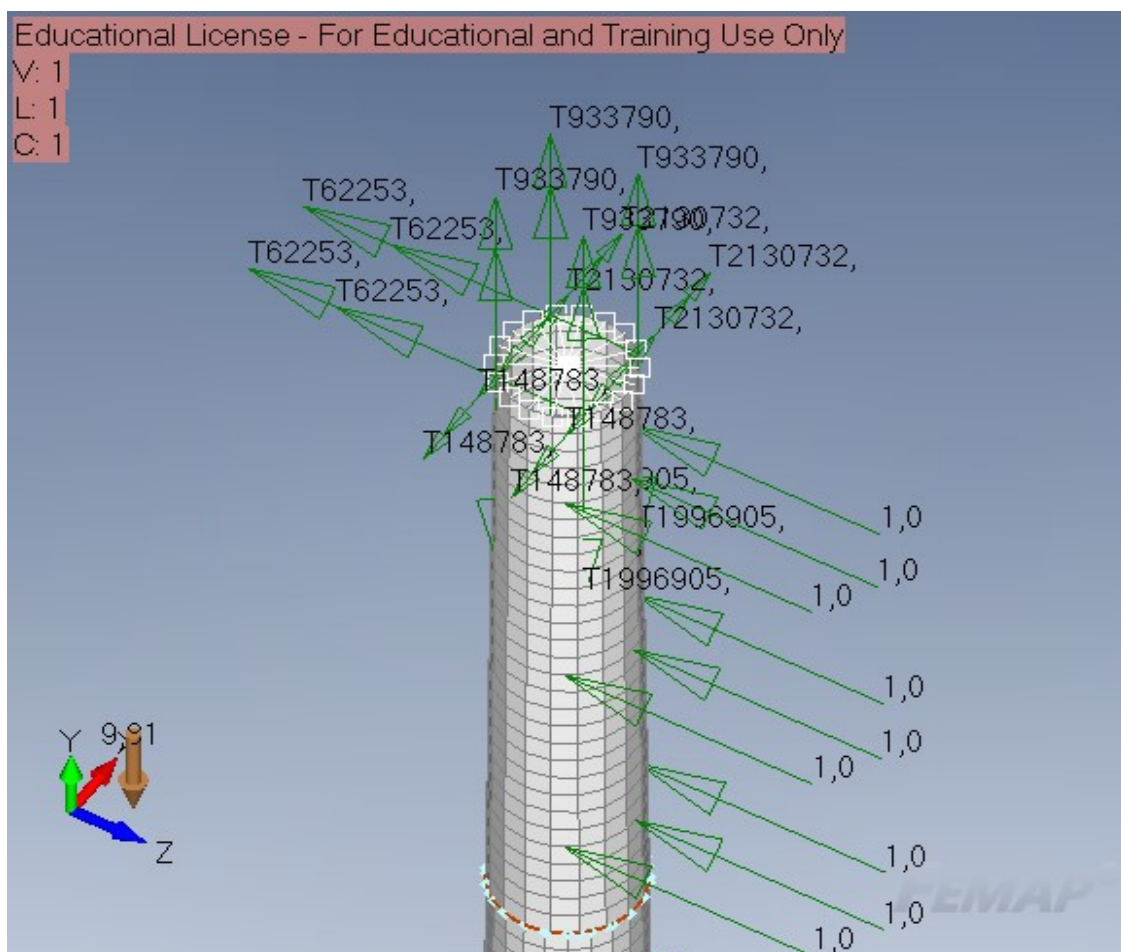 Educational License - For Educational and Training Use Only
V: 1
L: 1
C: 1
T933790,
T933790,
T933790,
T62253,
T933790,
T2130732,
T62253,
T62253,
T2130732,
T62253,
T2130732,
T2130732,
T148783,
T148783,
T148783,
T148783,
905,
T1996905,
1,0
T1996905,
1,0
1,0
1,0
Y
9,81
1,0
1,0
Z
1,0
1,0
1,0
FEMAP